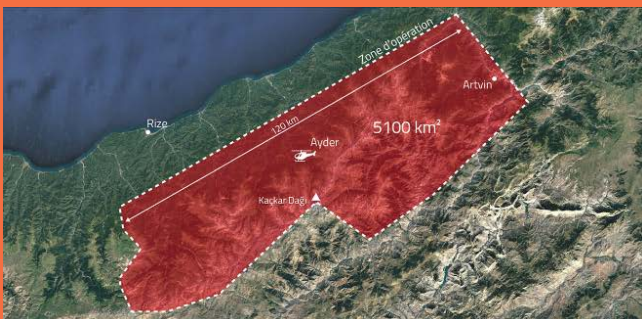 Zone d'opération
Artvin
Rize
120 km
5100 km²
Ayder
Kaçkar Dağı